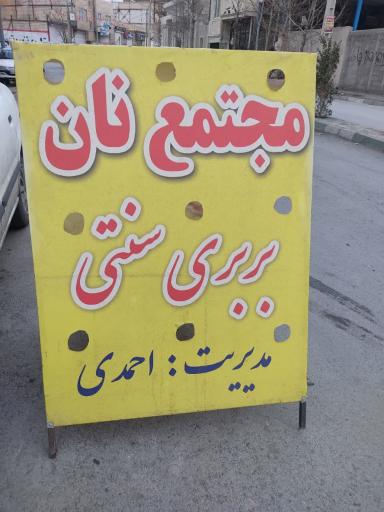 مجتمع نان
بربری سنتی
مدیریت : احمدی